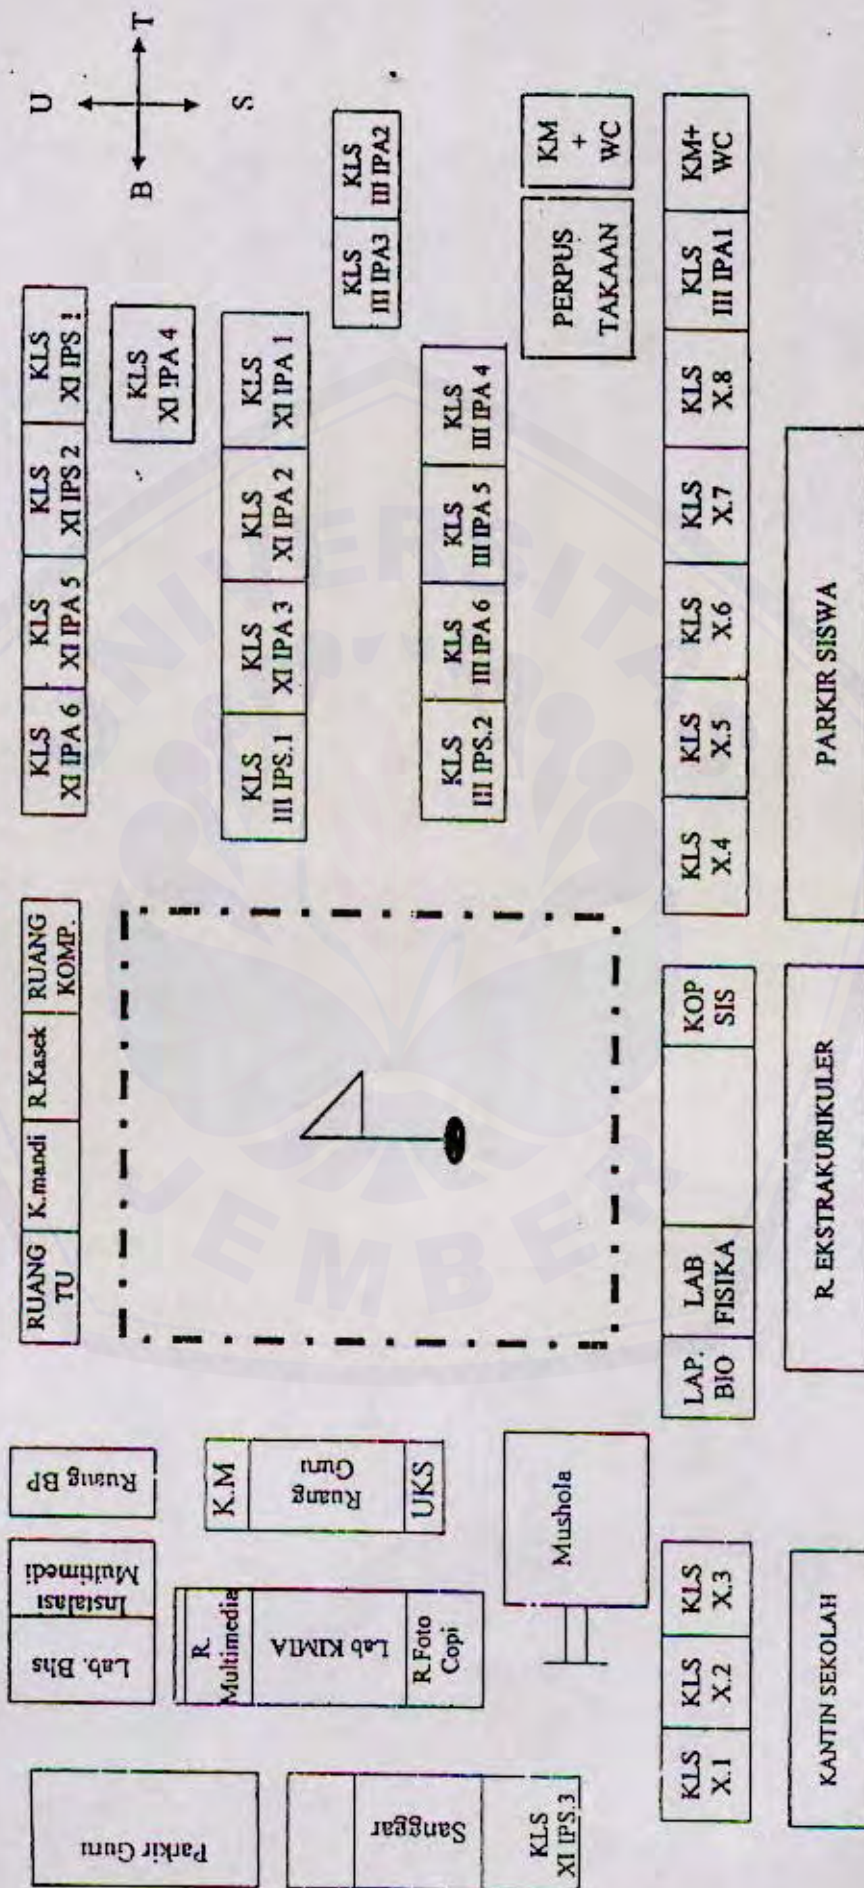 U
B
T
S
Parkir Guru
Lab. Bhs
Instalasi
Multimedi
Ruang BP
RUANG
TU
K.mandi
R.Kasek
RUANG
KOMP.
KLS
XI IPA 6
KLS
XI IPA 5
KLS
XI IPS 2
KLS
XI IPS 1
KLS
XI IPA 4
Sanggar
KLS
XI IPS.3
R.
Multimedia
Lab KIMIA
R.Foto
Copi
K.M
Ruang
Guru
UKS
KLS
III IPS.1
KLS
XI IPA 3
KLS
XI IPA 2
KLS
XI IPA 1
KLS
III IPA3
KLS
III IPA2
KLS
III IPS.2
KLS
III IPA 6
KLS
III IPA 5
KLS
III IPA 4
Mushola
PERPUS
TAKAAN
KM
+
WC
KLS
X.1
KLS
X.2
KLS
X.3
LAP.
BIO
LAB
FISIKA
KOP
SIS
KLS
X.4
KLS
X.5
KLS
X.6
KLS
X.7
KLS
X.8
KLS
III IPA1
KM+
WC
KANTIN SEKOLAH
R. EKSTRAKURIKULER
PARKIR SISWA
UNIVERSITAS
JEMBER